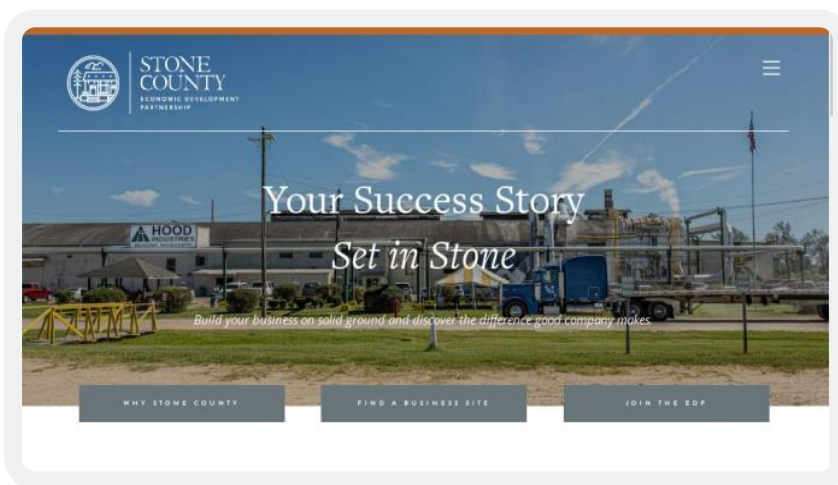 STONE
COUNTY
ECONOMIC DEVELOPMENT
PARTNERSHIP
Your Success Story
HOOD
INDUSTRIES
Set in Stone
Build your business on solid ground and discover the difference good company makes.
WHY STONE COUNTY
FIND A BUSINESS SITE
JOIN THE EDP